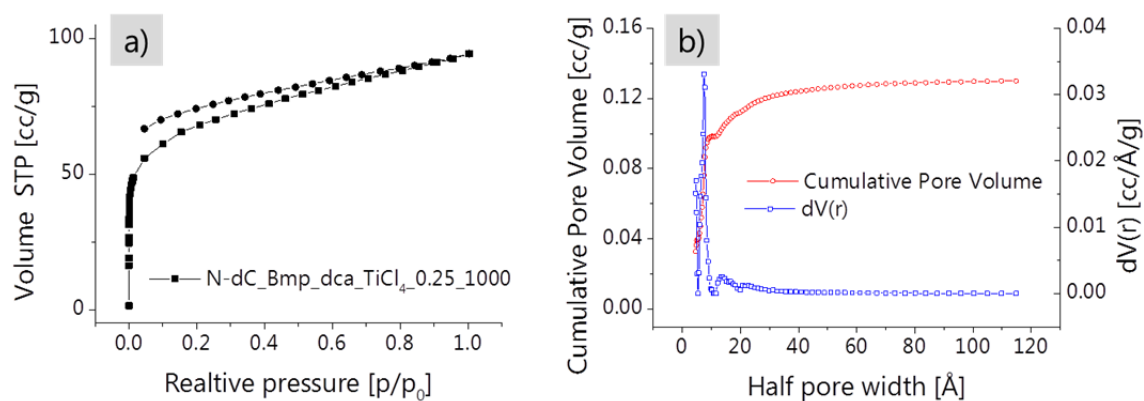 a)
Volume STP [cc/g]
100
50
0
N-dC_Bmp_dca_TiCl₄_0.25_1000
0.0 0.2 0.4 0.6 0.8 1.0
Realtive pressure [p/p₀]
b)
Cumulative Pore Volume [cc/g]
0.16
0.12
0.08
0.04
0.00
Cumulative Pore Volume
dV(r)
0.04
0.03
0.02
0.01
0.00
dV(r) [cc/Å/g]
0 20 40 60 80 100 120
Half pore width [Å]